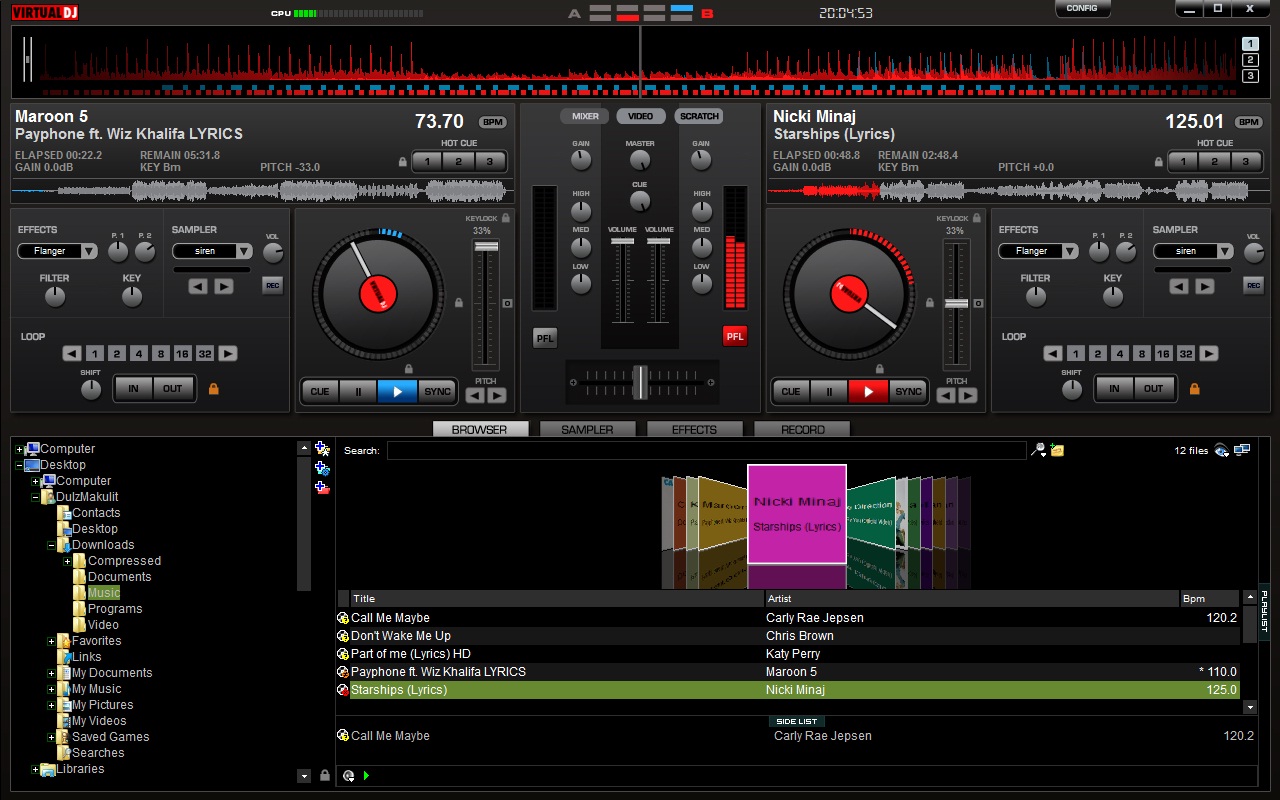 VIRTUAL DJ
CPU
A B
20:04:53
CONFIG
X
1
2
3
Maroon 5
Payphone ft. Wiz Khalifa LYRICS
73.70 BPM
ELAPSED 00:22.2 REMAIN 05:31.8
GAIN 0.0dB KEY Bm PITCH -33.0
HOT CUE
1 2 3
MIXER VIDEO SCRATCH
GAIN MASTER GAIN
CUE
HIGH HIGH
MED MED
VOLUME VOLUME
LOW LOW
PFL PFL
Nicki Minaj
Starships (Lyrics)
125.01 BPM
ELAPSED 00:48.8 REMAIN 02:48.4
GAIN 0.0dB KEY Bm PITCH +0.0
HOT CUE
1 2 3
EFFECTS P. 1 P. 2 SAMPLER VOL
Flanger siren
FILTER KEY REC
LOOP
1 2 4 8 16 32
SHIFT IN OUT
KEYLOCK
33%
CUE II SYNC
PITCH
KEYLOCK
33%
CUE II SYNC
PITCH
EFFECTS P. 1 P. 2 SAMPLER VOL
Flanger siren
FILTER KEY REC
LOOP
1 2 4 8 16 32
SHIFT IN OUT
BROWSER SAMPLER EFFECTS RECORD
Computer
Desktop
Computer
DulzMakulit
Contacts
Desktop
Downloads
Compressed
Documents
Music
Programs
Video
Favorites
Links
My Documents
My Music
My Pictures
My Videos
Saved Games
Searches
Libraries
Search:
12 files
Maroon
Nicki Minaj
Starships (Lyrics)
Direction
Title Artist Bpm
Call Me Maybe Carly Rae Jepsen 120.2
Don't Wake Me Up Chris Brown
Part of me (Lyrics) HD Katy Perry
Payphone ft. Wiz Khalifa LYRICS Maroon 5 * 110.0
Starships (Lyrics) Nicki Minaj 125.0
SIDE LIST
Call Me Maybe Carly Rae Jepsen 120.2
PLAYLIST